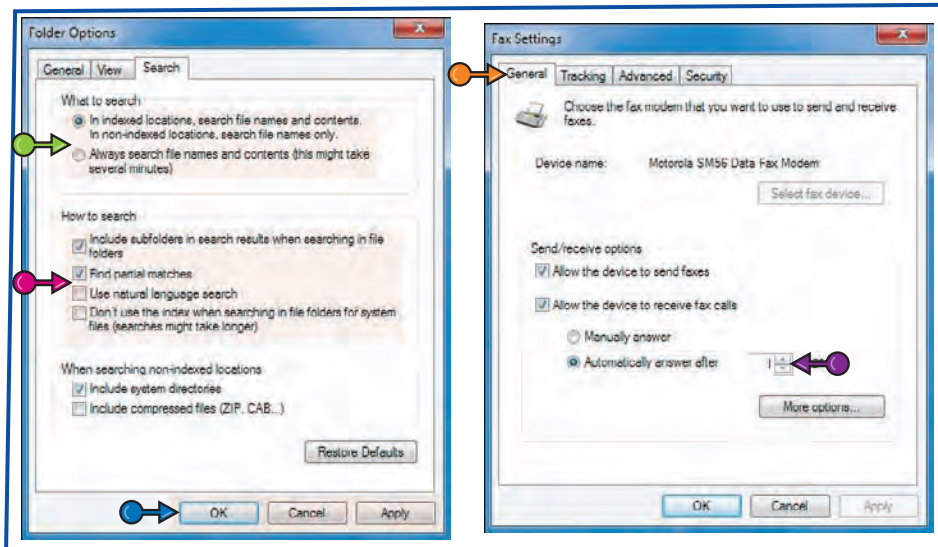 Folder Options
General View Search
What to search
In indexed locations, search file names and contents.
In non-indexed locations, search file names only.
Always search file names and contents (this might take
several minutes)
How to search
Include subfolders in search results when searching in file
folders
Find partial matches
Use natural language search
Don't use the index when searching in file folders for system
files (searches might take longer)
When searching non-indexed locations
Include system directories
Include compressed files (ZIP, CAB...)
Restore Defaults
OK Cancel Apply
Fax Settings
General Tracking Advanced Security
Choose the fax modem that you want to use to send and receive
faxes.
Device name: Motorola SM56 Data Fax Modem
Select fax device...
Send/receive options
Allow the device to send faxes
Allow the device to receive fax calls
Manually answer
Automatically answer after 1
More options...
OK Cancel Apply